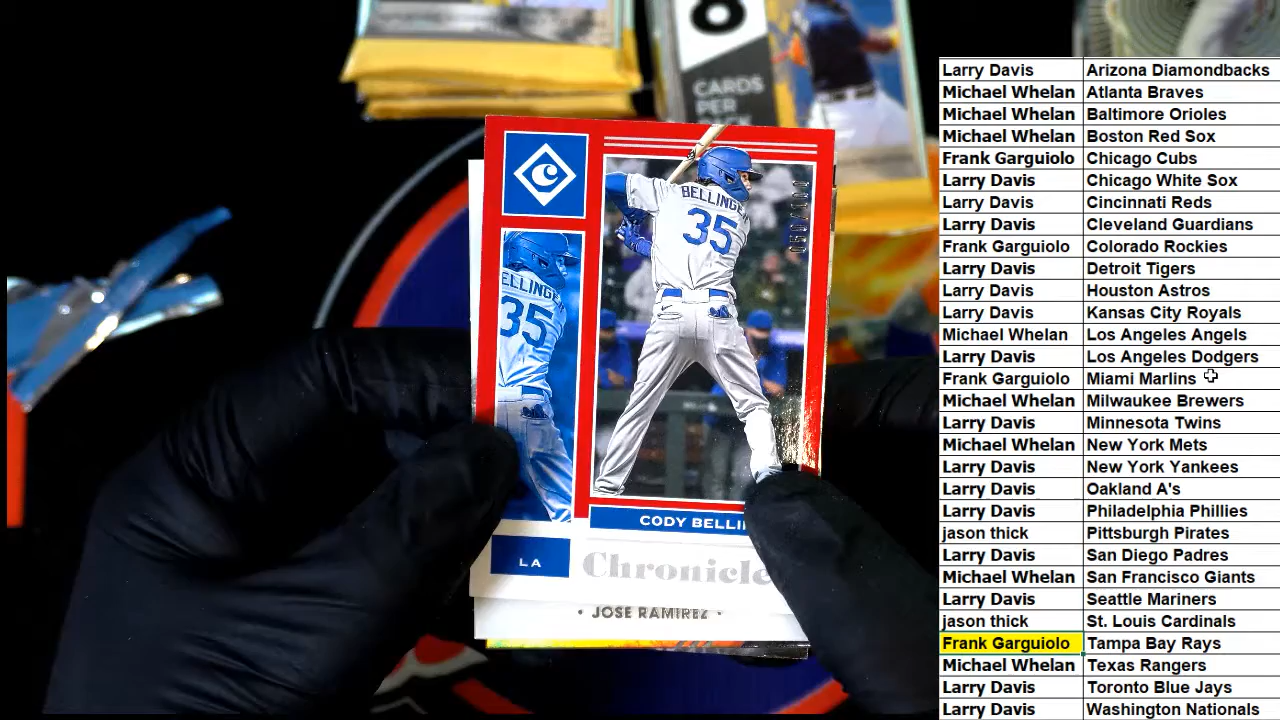 CARDS
PER
BELLINGE
35
050/100
ELLINGE
35
CODY BELLI
LA
Chronicle
• JOSE RAMIREZ •
Larry Davis Arizona Diamondbacks
Michael Whelan Atlanta Braves
Michael Whelan Baltimore Orioles
Michael Whelan Boston Red Sox
Frank Garguiolo Chicago Cubs
Larry Davis Chicago White Sox
Larry Davis Cincinnati Reds
Larry Davis Cleveland Guardians
Frank Garguiolo Colorado Rockies
Larry Davis Detroit Tigers
Larry Davis Houston Astros
Larry Davis Kansas City Royals
Michael Whelan Los Angeles Angels
Larry Davis Los Angeles Dodgers
Frank Garguiolo Miami Marlins
Michael Whelan Milwaukee Brewers
Larry Davis Minnesota Twins
Michael Whelan New York Mets
Larry Davis New York Yankees
Larry Davis Oakland A's
Larry Davis Philadelphia Phillies
jason thick Pittsburgh Pirates
Larry Davis San Diego Padres
Michael Whelan San Francisco Giants
Larry Davis Seattle Mariners
jason thick St. Louis Cardinals
Frank Garguiolo Tampa Bay Rays
Michael Whelan Texas Rangers
Larry Davis Toronto Blue Jays
Larry Davis Washington Nationals